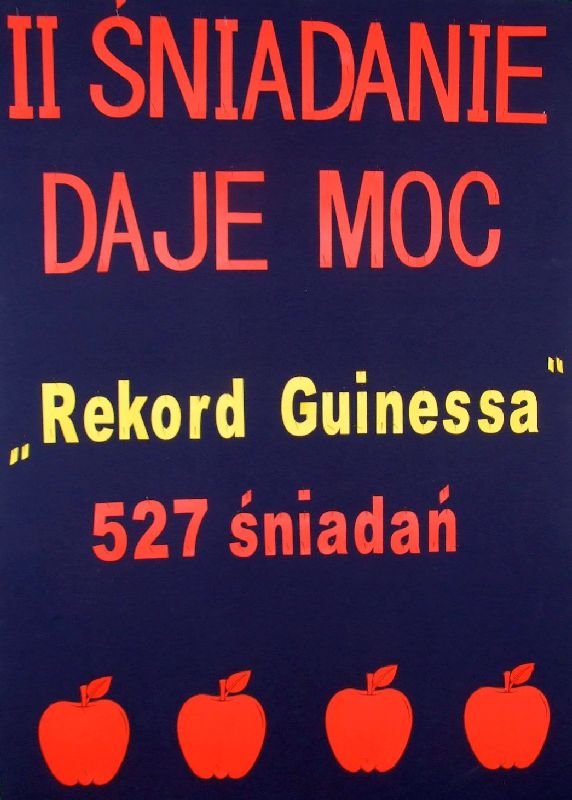 II ŚNIADANIE
DAJE MOC
„Rekord Guinessa"
527 śniadań